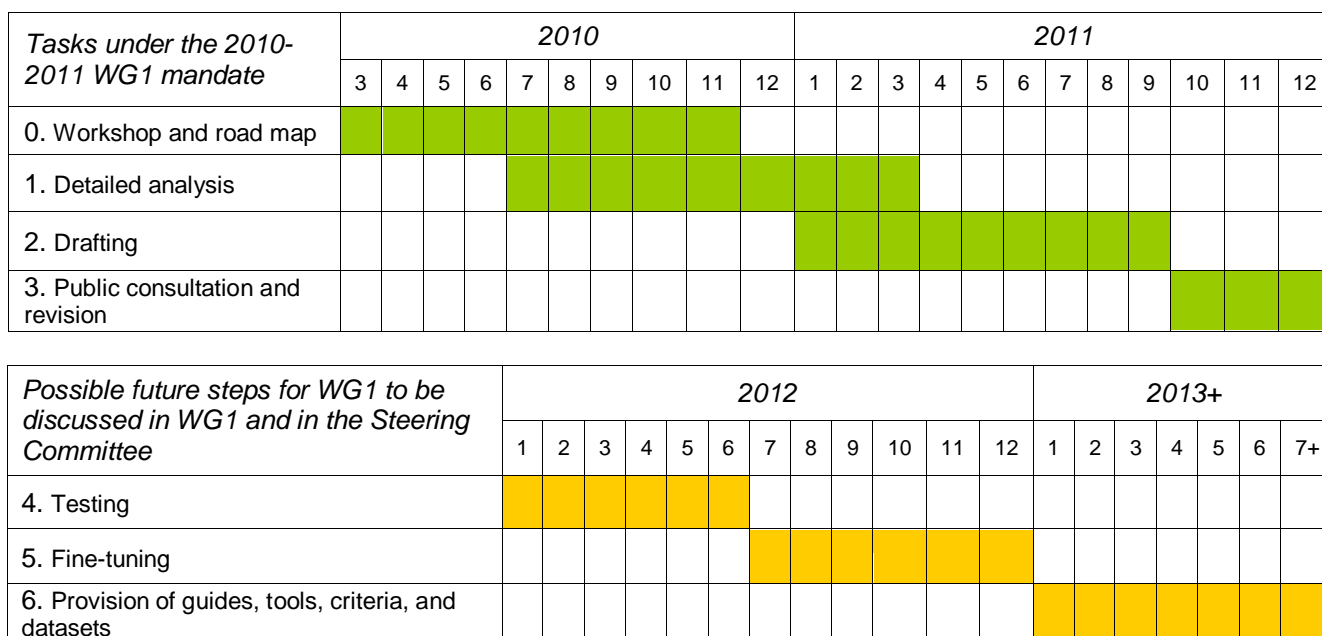 Tasks under the 2010-
2011 WG1 mandate
2010 2011
3 4 5 6 7 8 9 10 11 12 1 2 3 4 5 6 7 8 9 10 11 12
0. Workshop and road map
1. Detailed analysis
2. Drafting
3. Public consultation and
revision
Possible future steps for WG1 to be
discussed in WG1 and in the Steering
Committee
2012 2013+
1 2 3 4 5 6 7 8 9 10 11 12 1 2 3 4 5 6 7+
4. Testing
5. Fine-tuning
6. Provision of guides, tools, criteria, and
datasets